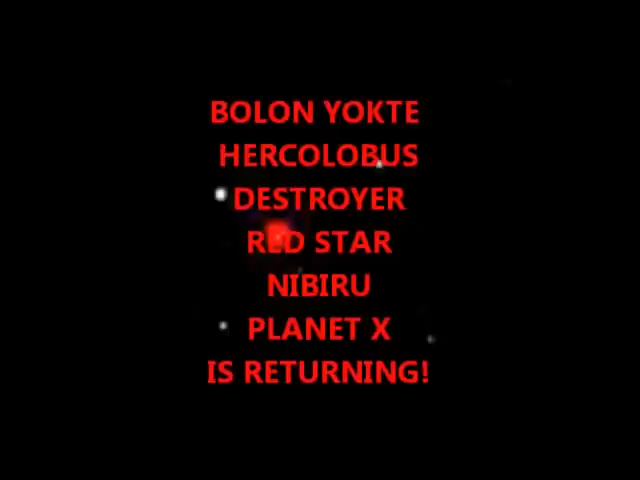 BOLON YOKTE
HERCOLOBUS
DESTROYER
RED STAR
NIBIRU
PLANET X
IS RETURNING!